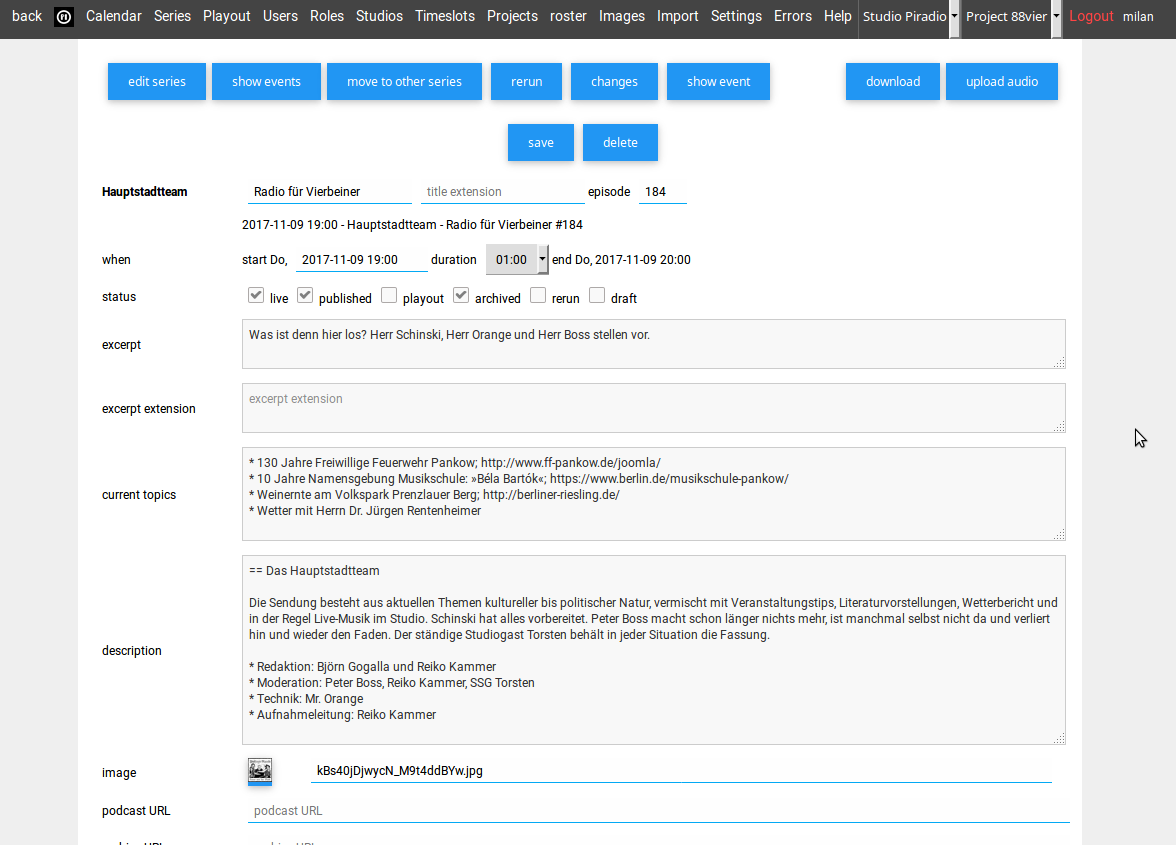 back Calendar Series Playout Users Roles Studios Timeslots Projects roster Images Import Settings Errors Help Studio Piradio Project 88vier Logout milan
edit series show events move to other series rerun changes show event download upload audio
save delete
Hauptstadtteam Radio für Vierbeiner title extension episode 184
2017-11-09 19:00 - Hauptstadtteam - Radio für Vierbeiner #184
when start Do, 2017-11-09 19:00 duration 01:00 end Do, 2017-11-09 20:00
status live published playout archived rerun draft
excerpt Was ist denn hier los? Herr Schinski, Herr Orange und Herr Boss stellen vor.
excerpt extension excerpt extension
current topics
* 130 Jahre Freiwillige Feuerwehr Pankow; http://www.ff-pankow.de/joomla/
* 10 Jahre Namensgebung Musikschule: »Béla Bartók«; https://www.berlin.de/musikschule-pankow/
* Weinernte am Volkspark Prenzlauer Berg; http://berliner-riesling.de/
* Wetter mit Herrn Dr. Jürgen Rentenheimer
description
== Das Hauptstadtteam
Die Sendung besteht aus aktuellen Themen kultureller bis politischer Natur, vermischt mit Veranstaltungstips, Literaturvorstellungen, Wetterbericht und
in der Regel Live-Musik im Studio. Schinski hat alles vorbereitet. Peter Boss macht schon länger nichts mehr, ist manchmal selbst nicht da und verliert
hin und wieder den Faden. Der ständige Studiogast Torsten behält in jeder Situation die Fassung.
* Redaktion: Björn Gogalla und Reiko Kammer
* Moderation: Peter Boss, Reiko Kammer, SSG Torsten
* Technik: Mr. Orange
* Aufnahmeleitung: Reiko Kammer
image kBs40jDjwycN_M9t4ddBYw.jpg
podcast URL podcast URL